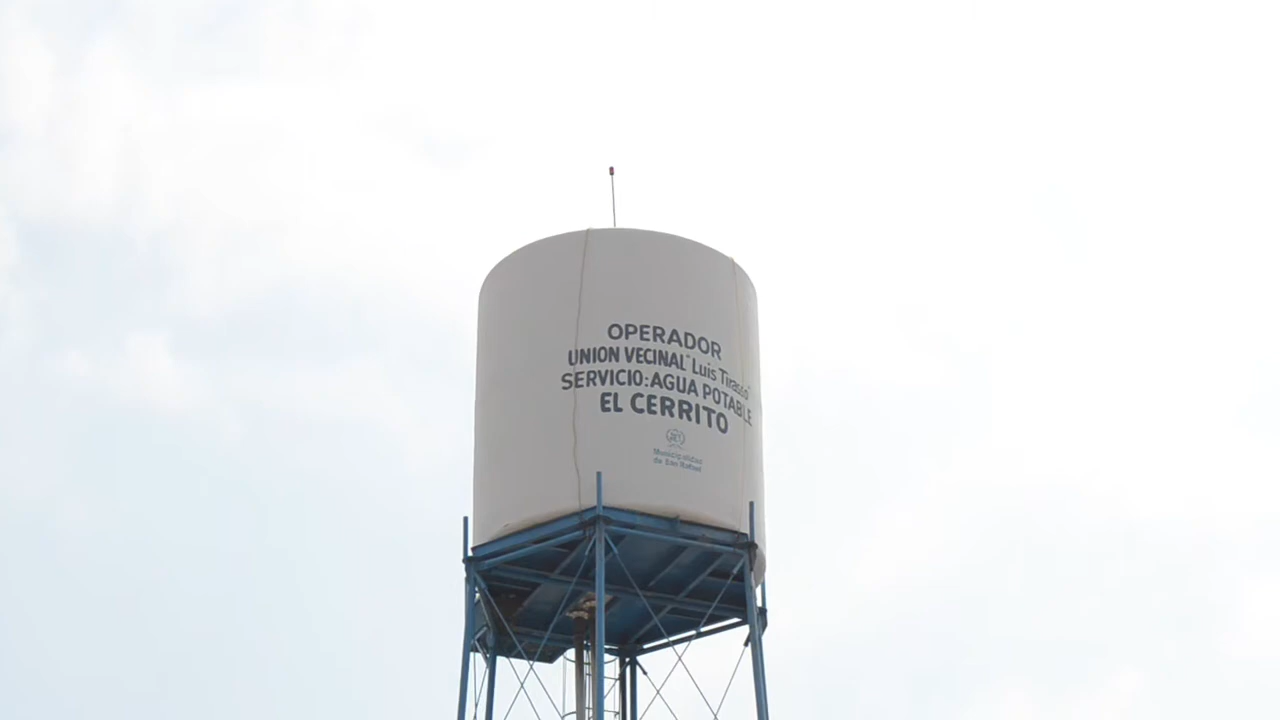 OPERADOR
UNION VECINAL "Luis Tirasso"
SERVICIO: AGUA POTABLE
EL CERRITO
Municipalidad
de San Rafael